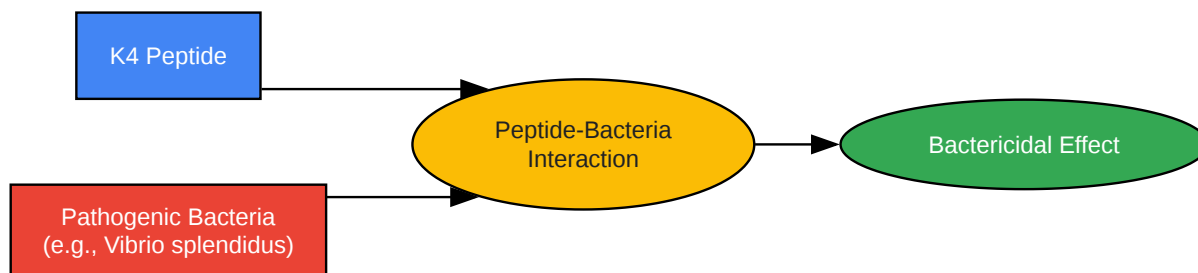 K4 Peptide
Peptide-Bacteria
Interaction
Bactericidal Effect
Pathogenic Bacteria
(e.g., Vibrio splendidus)